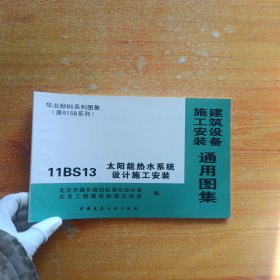 华北标BS系列图集
（原91SB系列）
11BS13
太阳能热水系统
设计施工安装
北京市城乡规划标准化办公室
北京工程建设标准化协会
编
中国建筑工业出版社
建筑设备
施工安装
通用图集